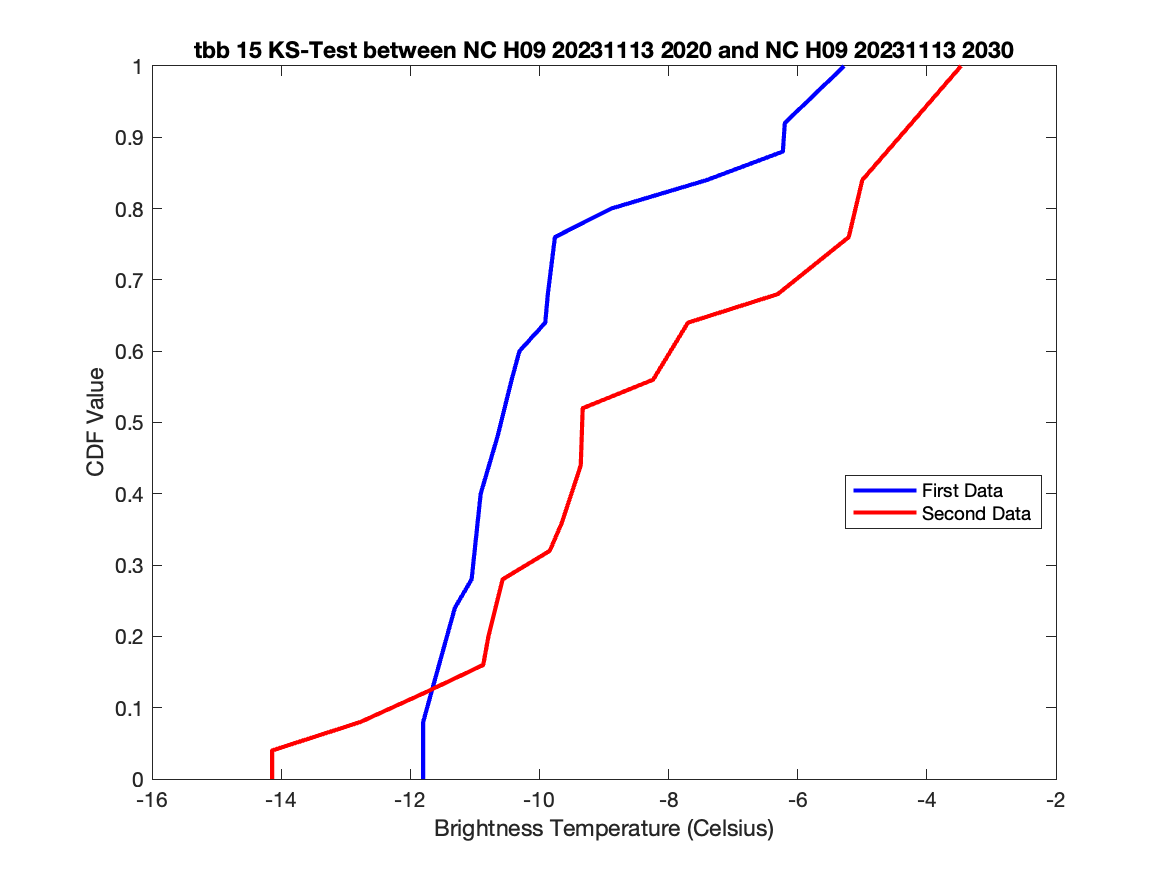 tbb 15 KS-Test between NC H09 20231113 2020 and NC H09 20231113 2030
1
0.9
0.8
0.7
0.6
0.5
0.4
0.3
0.2
0.1
0
CDF Value
First Data
Second Data
-16 -14 -12 -10 -8 -6 -4 -2
Brightness Temperature (Celsius)